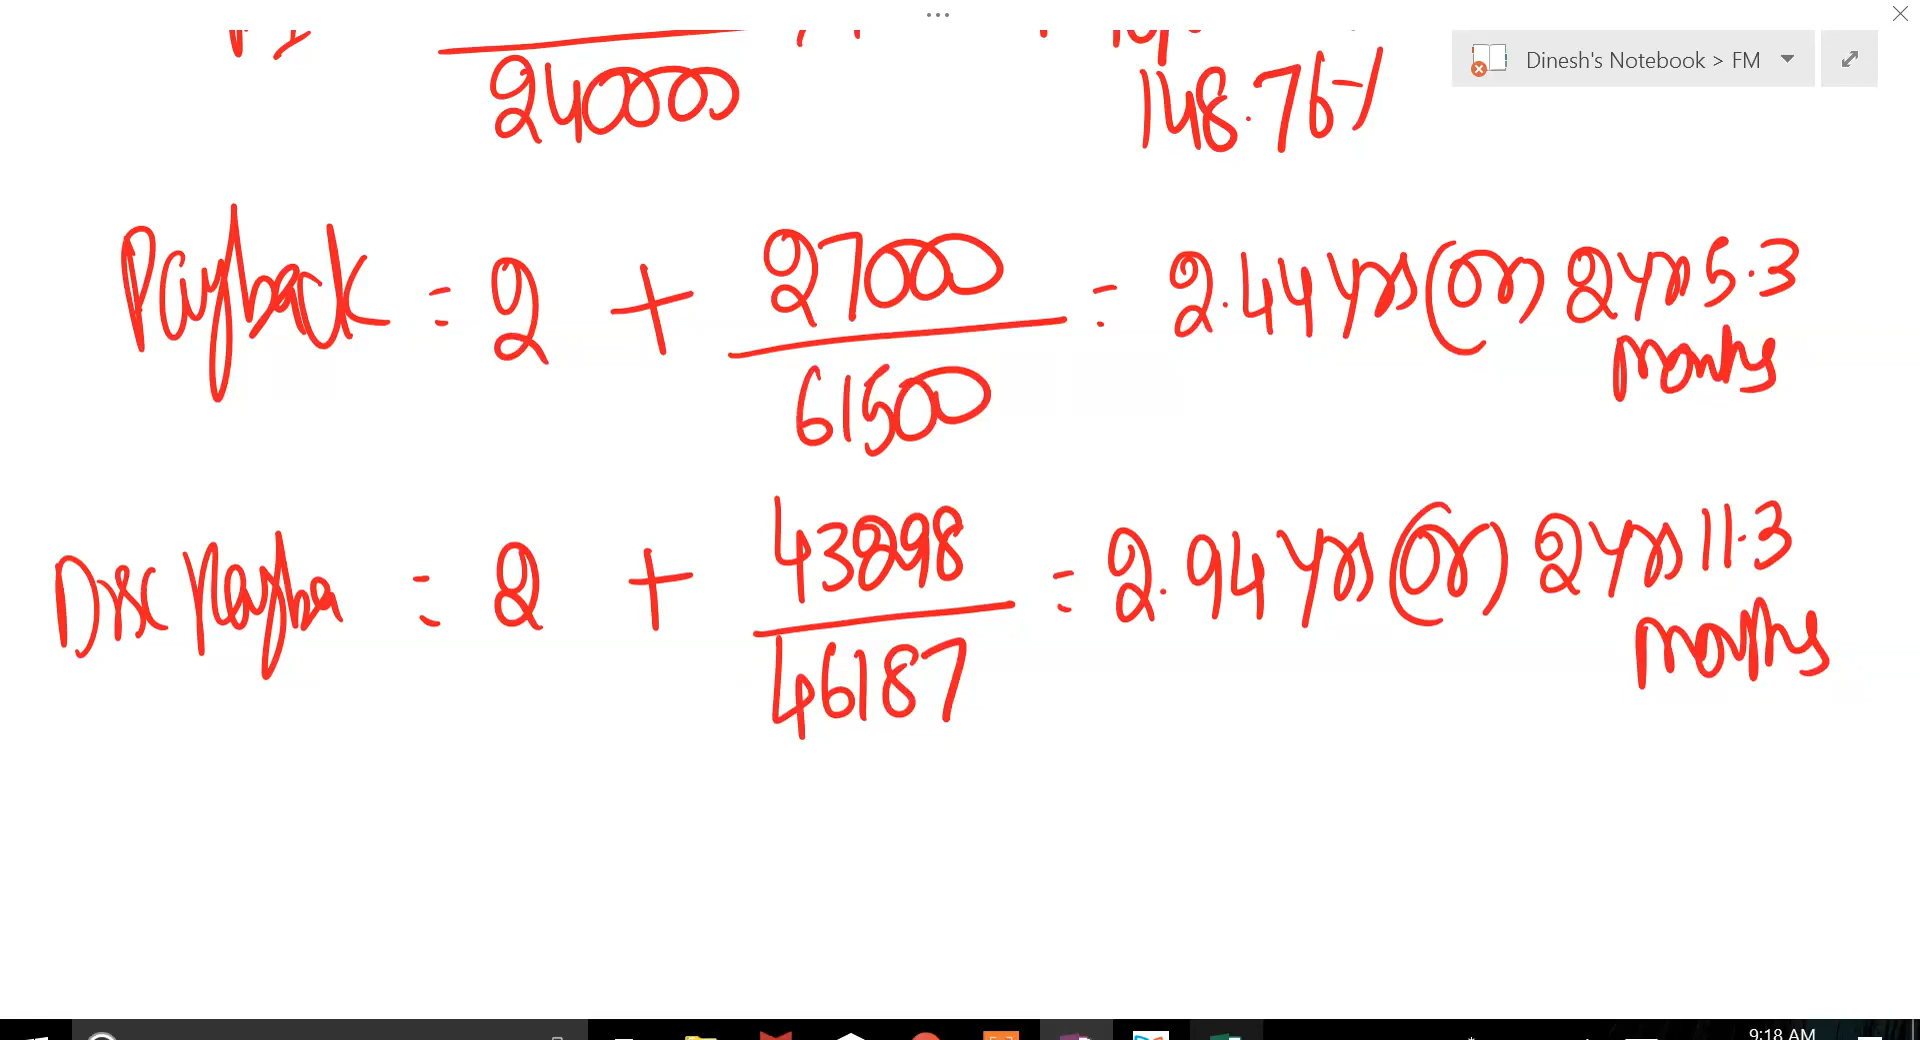 Dinesh's Notebook > FM
240000
148.76%
27000
Payback = 2 + = 2.44 yrs (or) 2 yrs 5.3
months
61500
43898
Disc Payba = 2 + = 2.94 yrs (or) 2 yrs 11.3
months
46187
9:18 AM